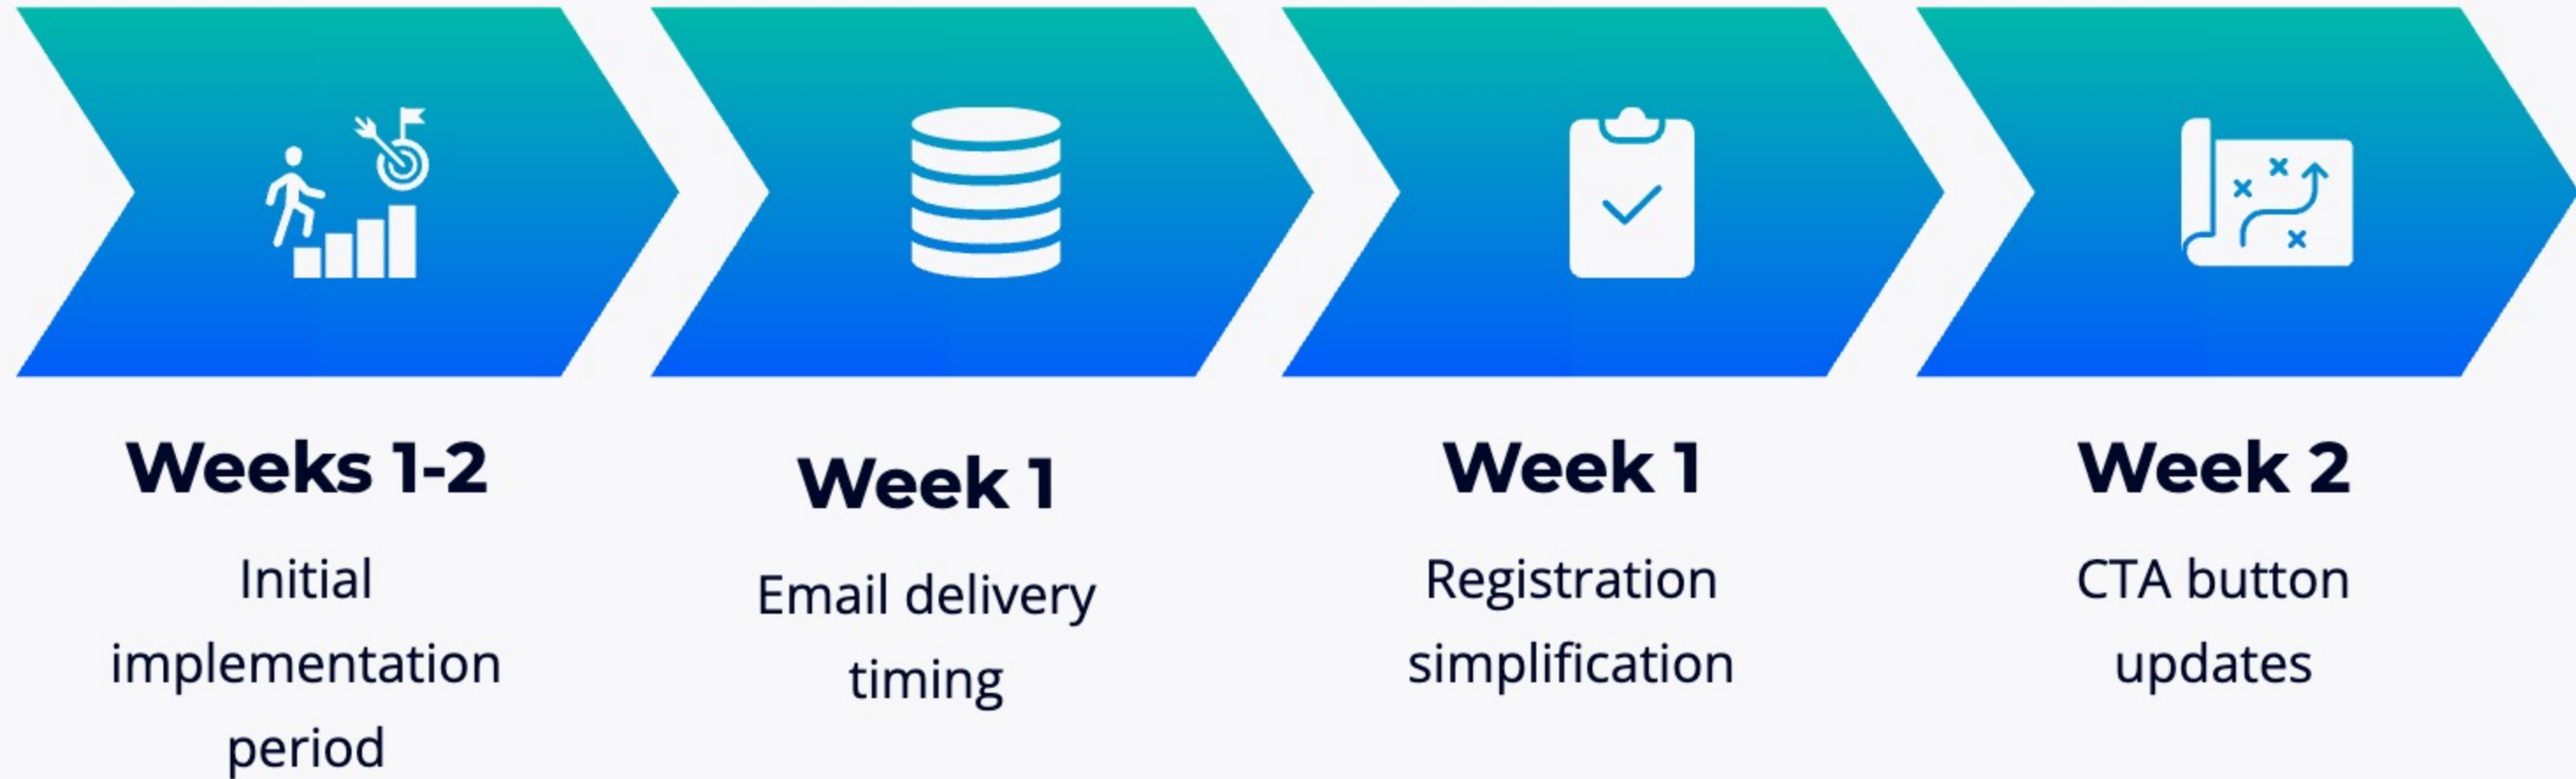 Weeks 1-2
Initial
implementation
period
Week 1
Email delivery
timing
Week 1
Registration
simplification
Week 2
CTA button
updates